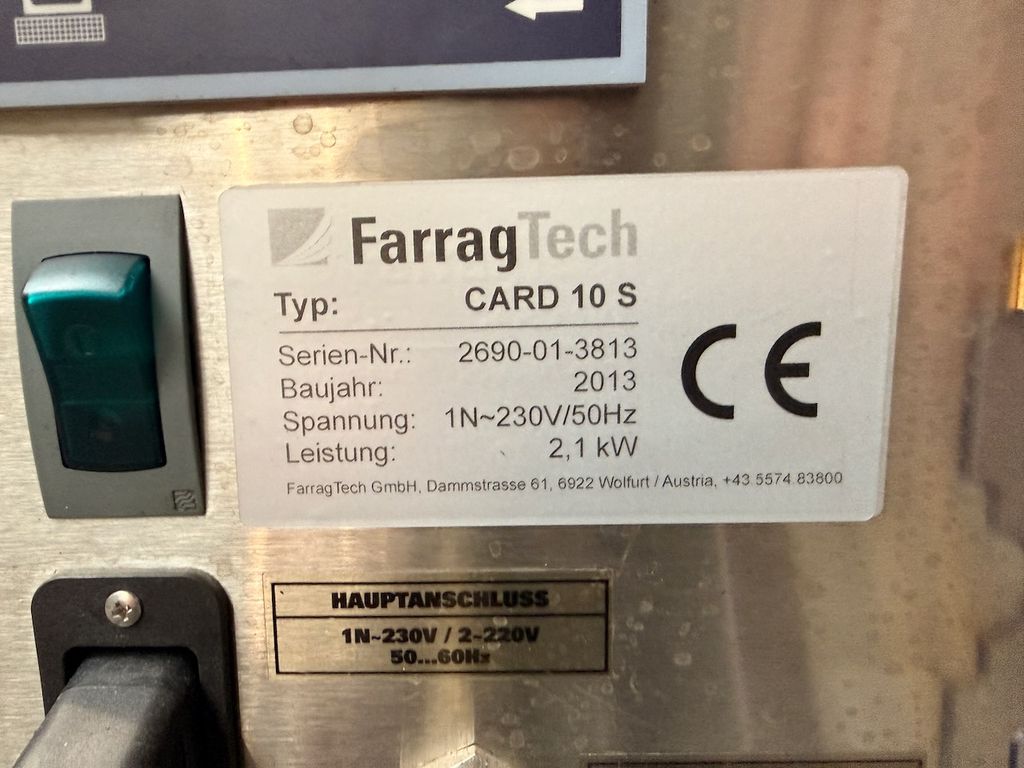 FarragTech
Typ: CARD 10 S
Serien-Nr.: 2690-01-3813
Baujahr: 2013
Spannung: 1N~230V/50Hz
Leistung: 2,1 kW
FarragTech GmbH, Dammstrasse 61, 6922 Wolfurt / Austria, +43.5574.83800
CE
HAUPTANSCHLUSS
1N~230V / 2~220V
50...60Hz